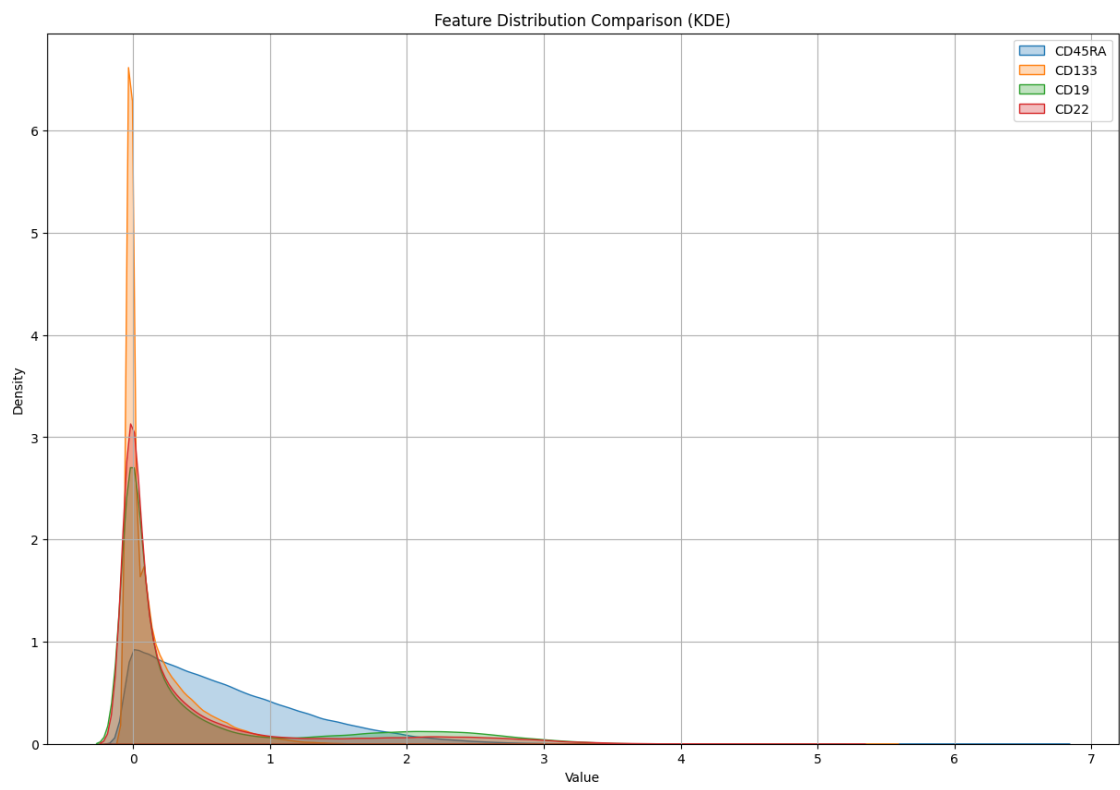 Feature Distribution Comparison (KDE)
CD45RA
CD133
CD19
CD22
6
5
4
3
2
1
0
Density
0 1 2 3 4 5 6 7
Value